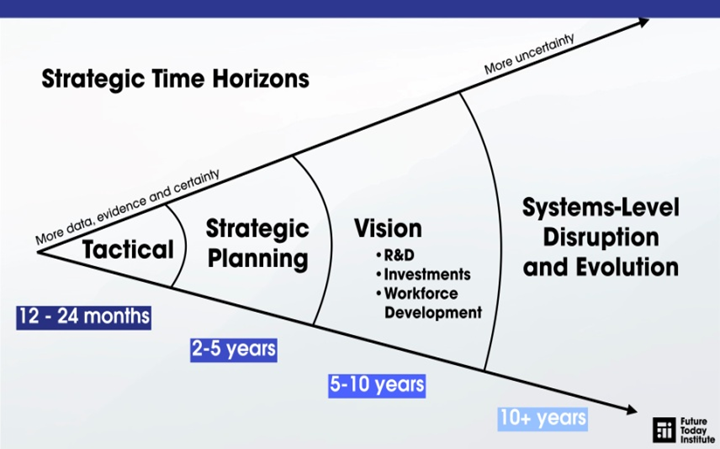 Strategic Time Horizons
More uncertainty
More data, evidence and certainty
Tactical
Strategic
Planning
Vision
• R&D
• Investments
• Workforce
Development
Systems-Level
Disruption
and Evolution
12 - 24 months
2-5 years
5-10 years
10+ years
Future
Today
Institute